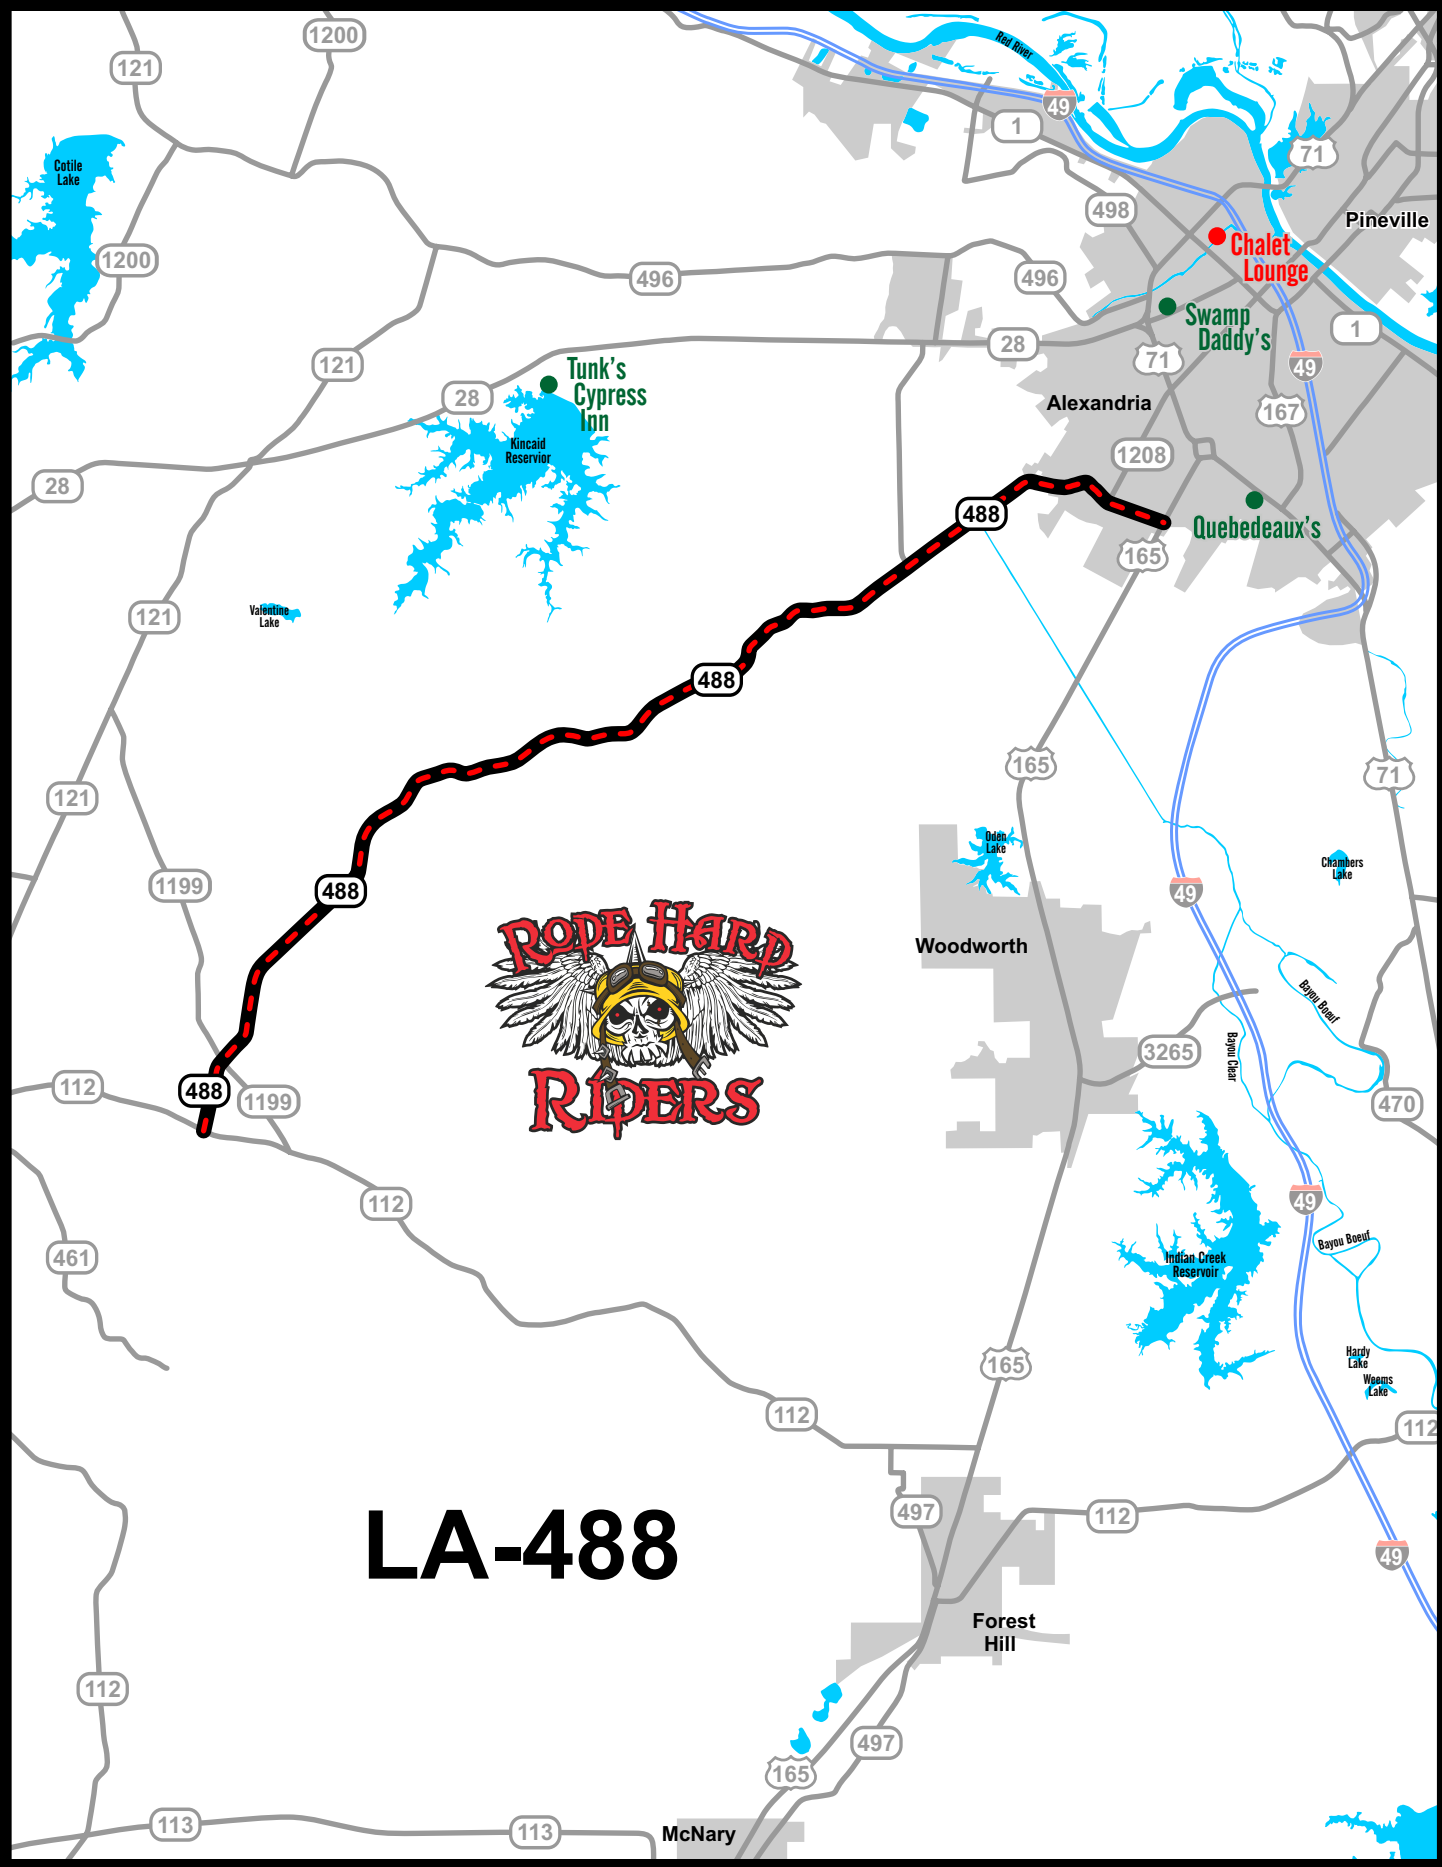 1200
121
Red River
49
1
71
Cotile
Lake
498
Pineville
Chalet
Lounge
1200
496
496
Swamp
Daddy's
1
28
71
121
49
Tunk's
Cypress
Inn
28
Alexandria
167
Kincaid
Reservior
1208
28
488
Quebedeaux's
165
Valentine
Lake
121
488
165
71
121
Oden
Lake
Chambers
Lake
1199
488
49
RODE HARD
RIDERS
Woodworth
Bayou Boeuf
Bayou Clear
3265
112
488
1199
470
112
49
461
Bayou Boeuf
Indian Creek
Reservoir
165
Hardy
Lake
Weems
Lake
112
112
497
112
LA-488
49
Forest
Hill
112
497
165
113
113
McNary